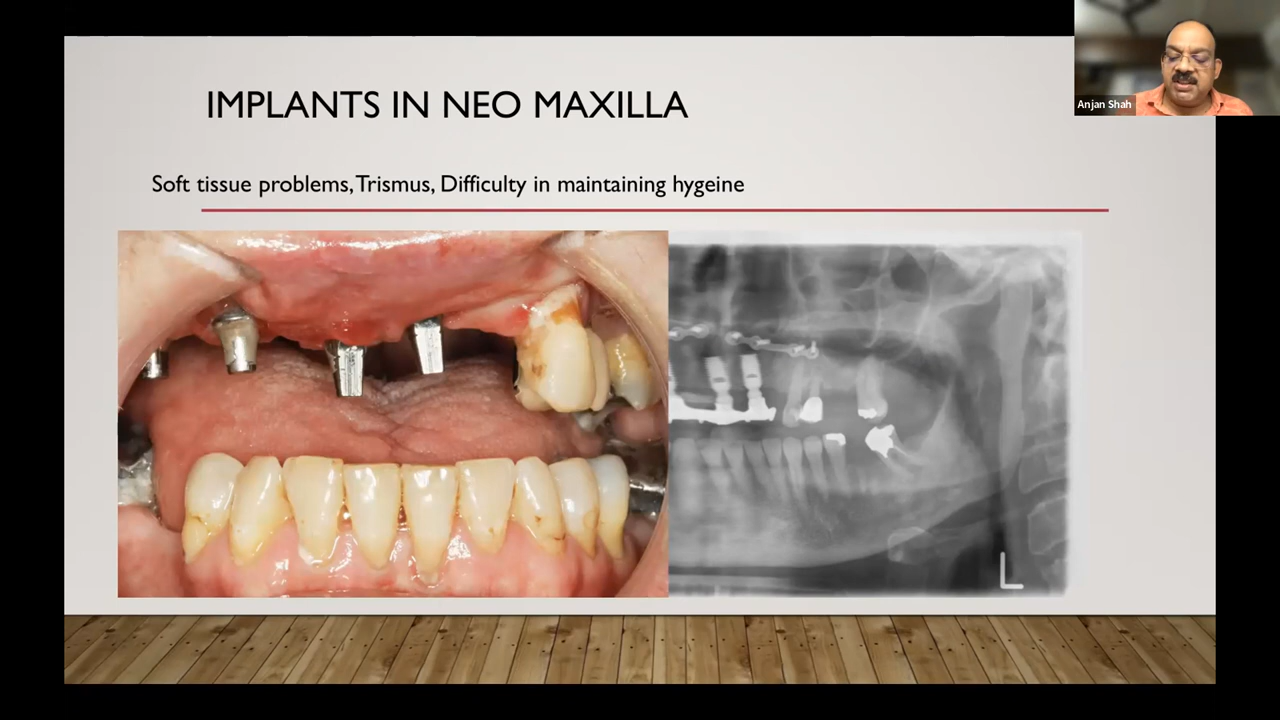 IMPLANTS IN NEO MAXILLA
Anjan Shah
Soft tissue problems, Trismus, Difficulty in maintaining hygeine
L